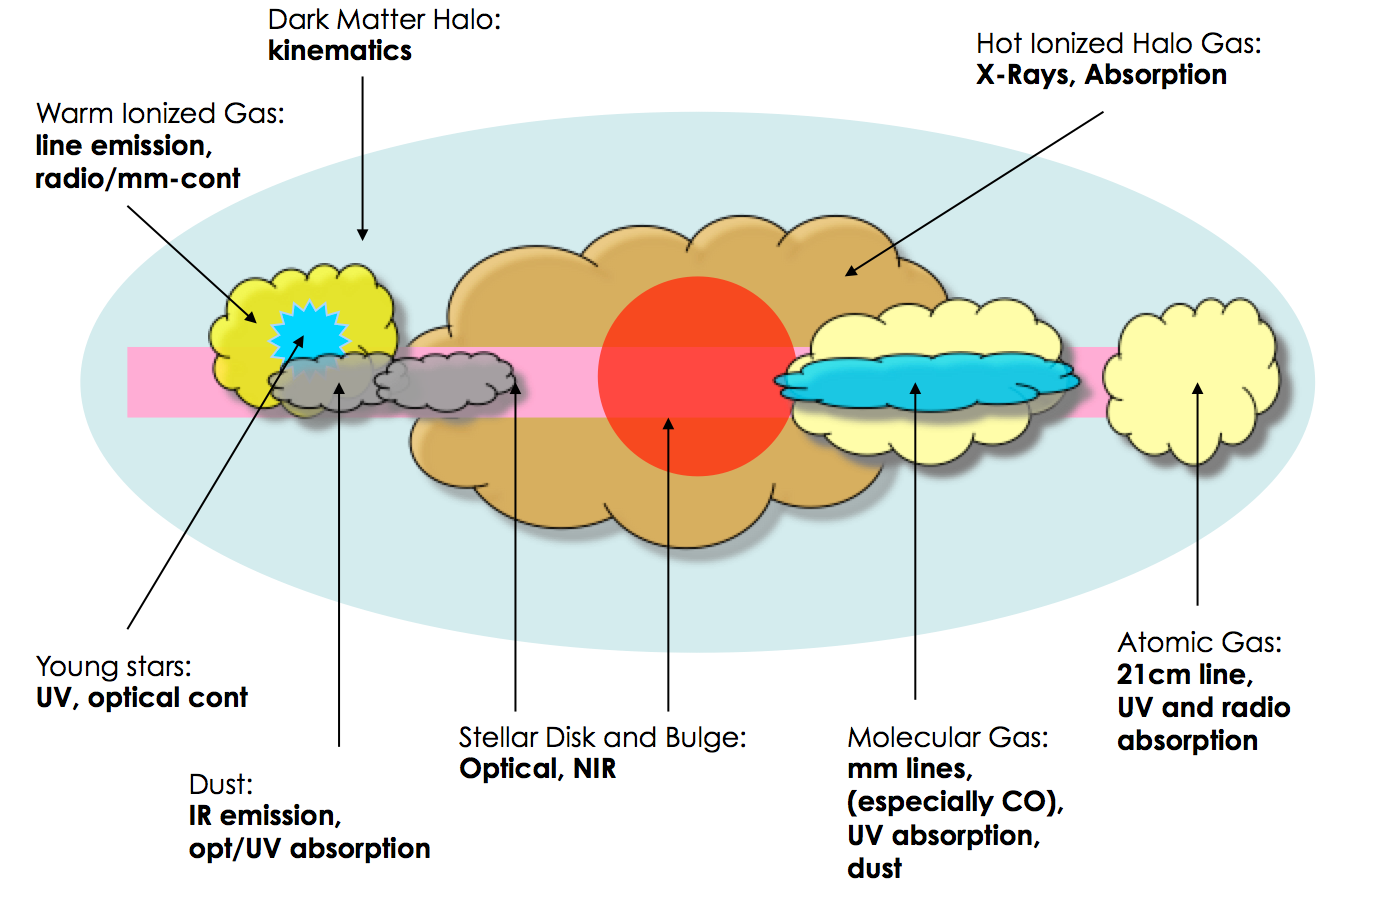 Dark Matter Halo:
kinematics
Hot Ionized Halo Gas:
X-Rays, Absorption
Warm Ionized Gas:
line emission,
radio/mm-cont
Young stars:
UV, optical cont
Dust:
IR emission,
opt/UV absorption
Stellar Disk and Bulge:
Optical, NIR
Molecular Gas:
mm lines,
(especially CO),
UV absorption,
dust
Atomic Gas:
21cm line,
UV and radio
absorption